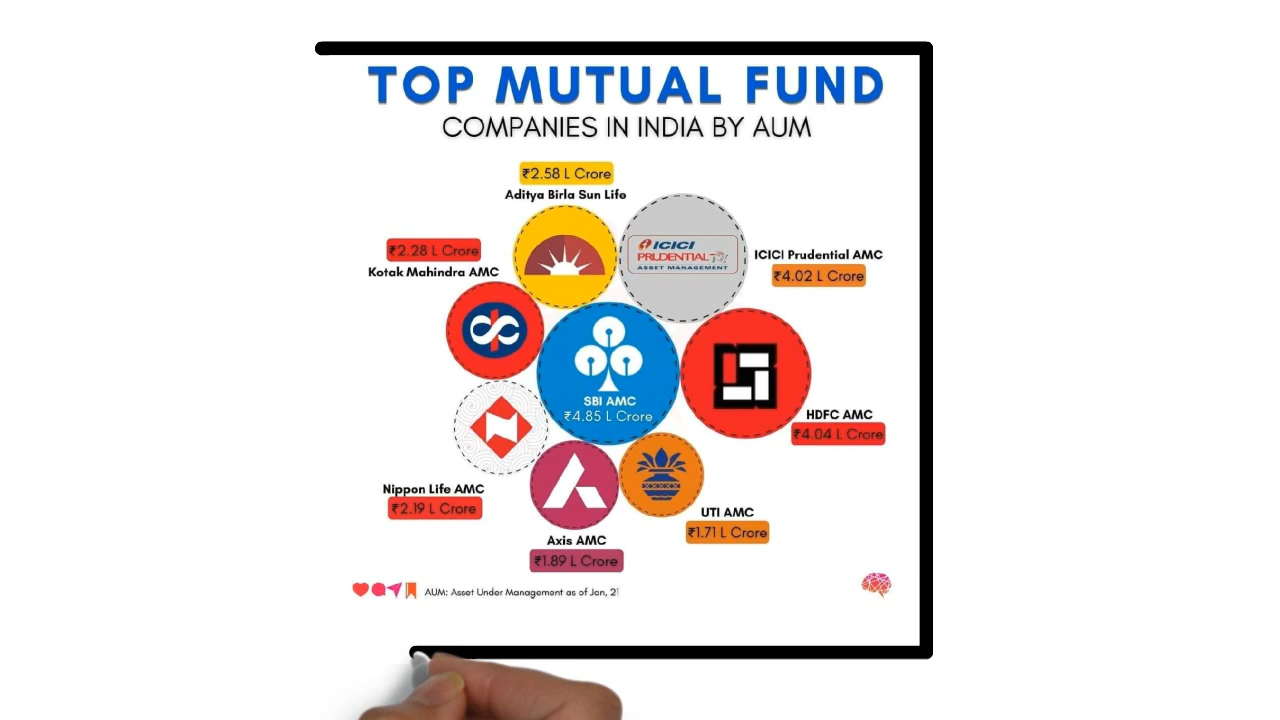 TOP MUTUAL FUND
COMPANIES IN INDIA BY AUM
₹2.58 L Crore
Aditya Birla Sun Life
₹2.28 L Crore
Kotak Mahindra AMC
ICICI
PRUDENTIAL
ASSET MANAGEMENT
ICICI Prudential AMC
₹4.02 L Crore
SBI AMC
₹4.85 L Crore
HDFC AMC
₹4.04 L Crore
Nippon Life AMC
₹2.19 L Crore
UTI AMC
₹1.71 L Crore
Axis AMC
₹1.89 L Crore
AUM: Asset Under Management as of Jan, 21